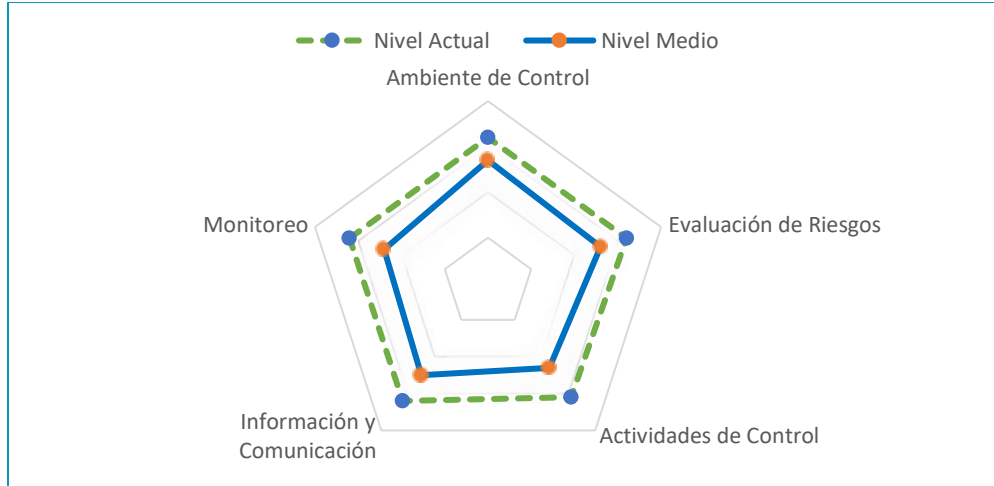 Nivel Actual
Nivel Medio
Ambiente de Control
Monitoreo
Evaluación de Riesgos
Información y
Comunicación
Actividades de Control